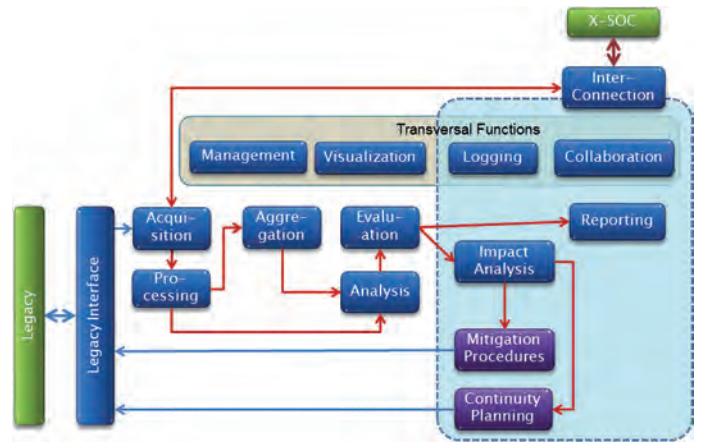 X-SOC
Inter-
Connection
Transversal Functions
Management
Visualization
Logging
Collaboration
Acqui-
sition
Aggre-
gation
Evalu-
ation
Reporting
Pro-
cessing
Analysis
Impact
Analysis
Legacy
Legacy Interface
Mitigation
Procedures
Continuity
Planning